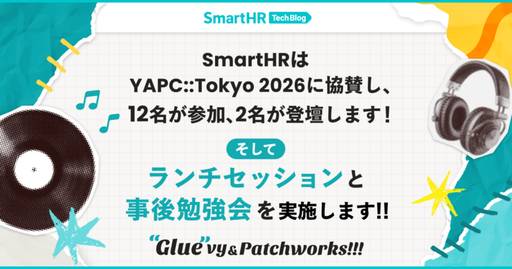 SmartHR Tech Blog
SmartHRは
YAPC::Tokyo 2026に協賛し、
12名が参加、2名が登壇します！
そして
ランチセッションと
事後勉強会を実施します!!
“Glue”vy&Patchworks!!!